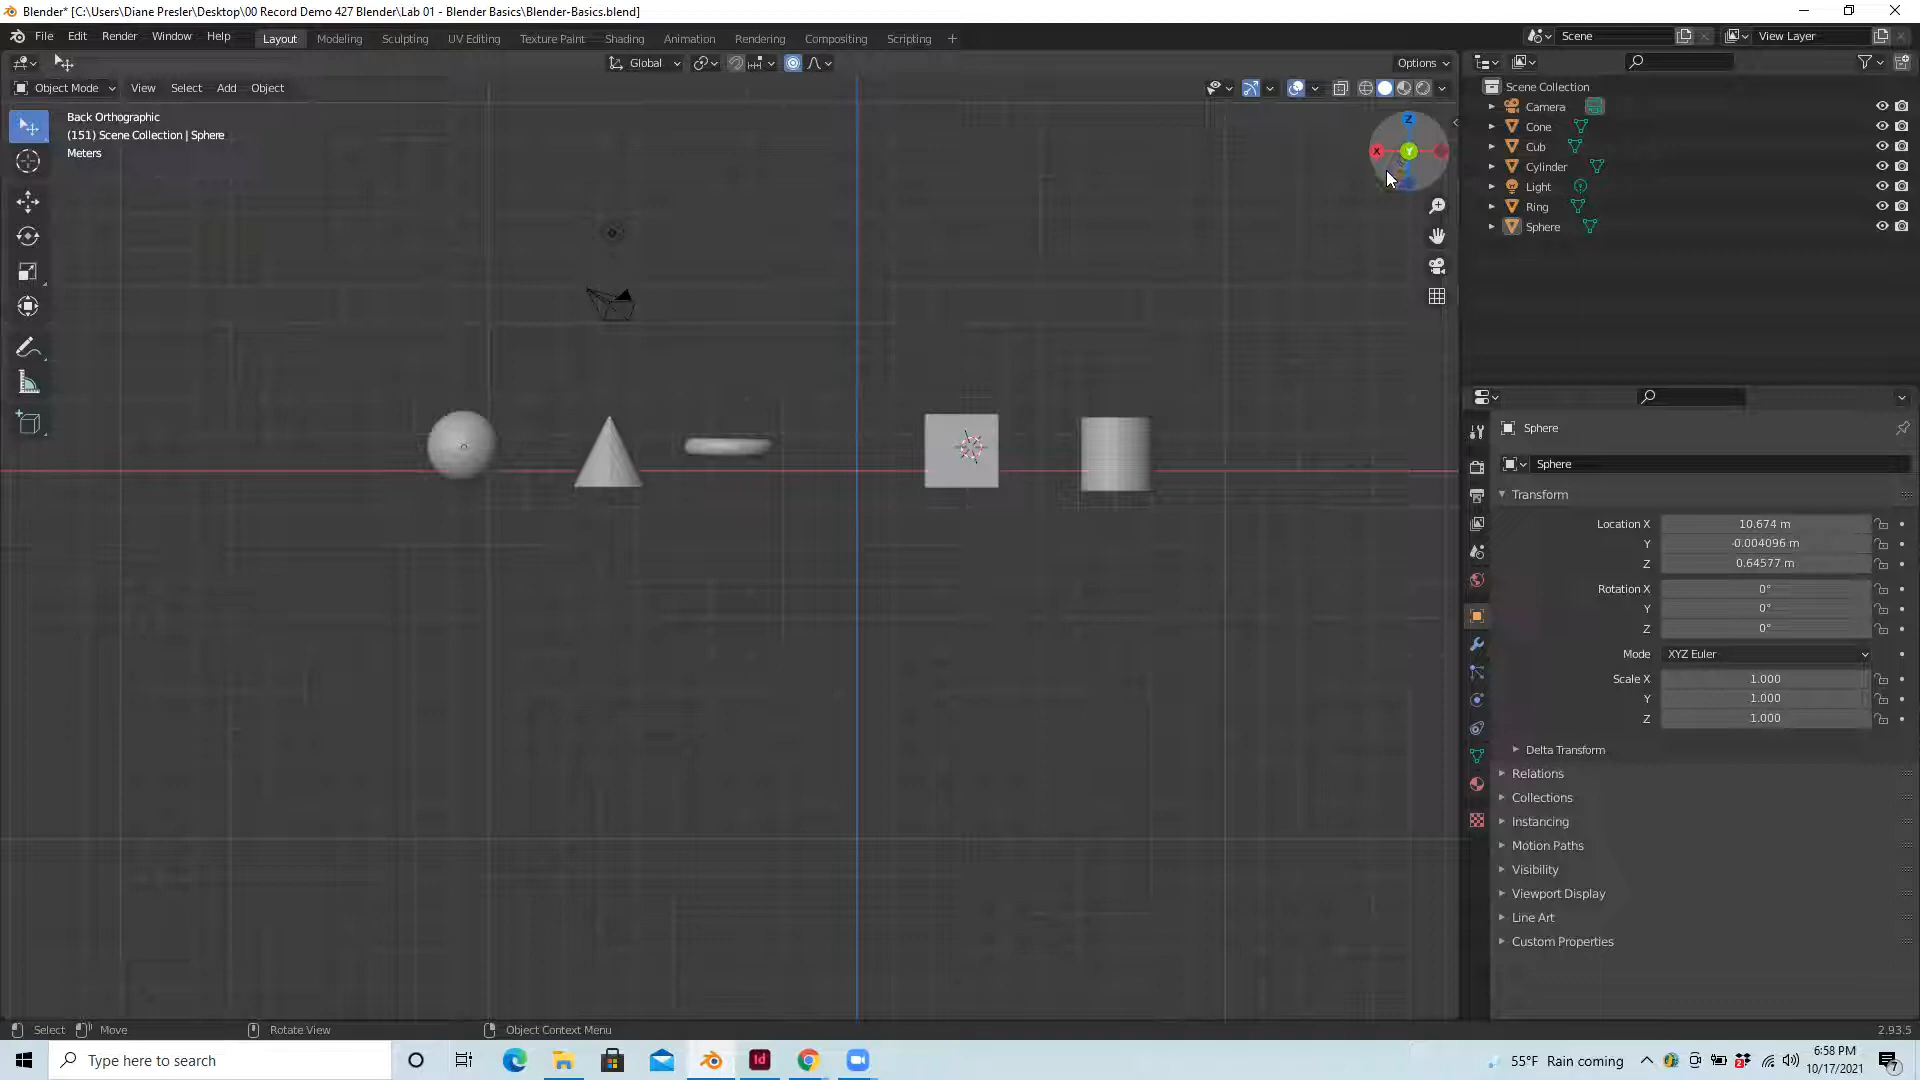 Blender* [C:\Users\Diane Presler\Desktop\00 Record Demo 427 Blender\Lab 01 - Blender Basics\Blender-Basics.blend]
File Edit Render Window Help Layout Modeling Sculpting UV Editing Texture Paint Shading Animation Rendering Compositing Scripting + Scene View Layer
Global Options
Object Mode View Select Add Object
Back Orthographic
(151) Scene Collection | Sphere
Meters
Z
X
Y
Scene Collection
Camera
Cone
Cub
Cylinder
Light
Ring
Sphere
Sphere
Sphere
Transform
Location X 10.674 m
Y -0.004096 m
Z 0.64577 m
Rotation X 0°
Y 0°
Z 0°
Mode XYZ Euler
Scale X 1.000
Y 1.000
Z 1.000
Delta Transform
Relations
Collections
Instancing
Motion Paths
Visibility
Viewport Display
Line Art
Custom Properties
Select Move Rotate View Object Context Menu 2.93.5
Type here to search
Id
55°F Rain coming
6:58 PM
10/17/2021
7